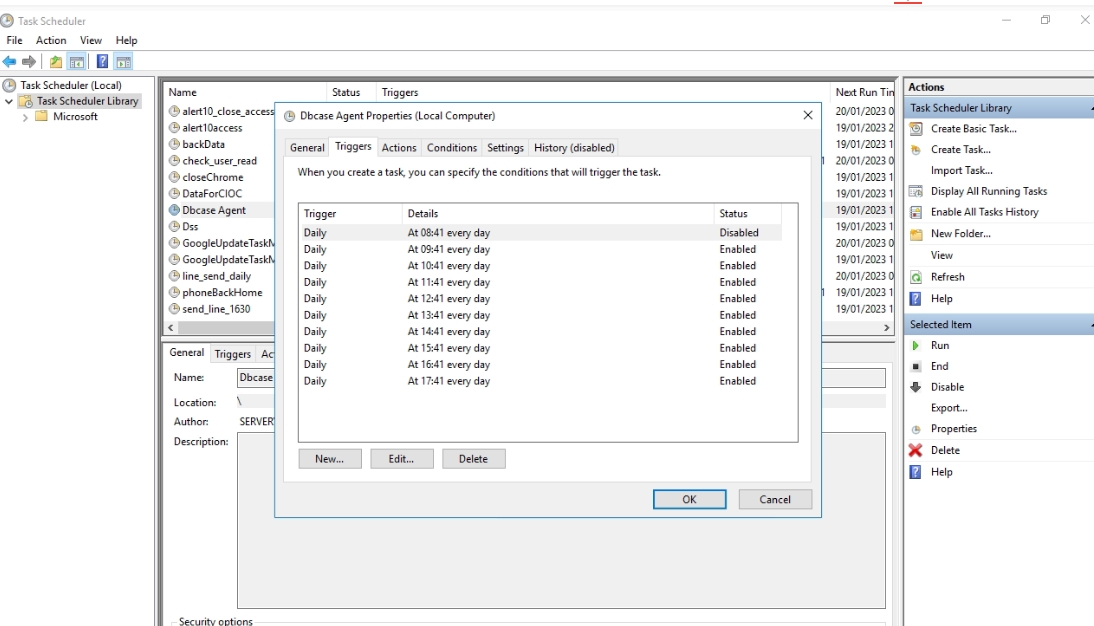 Task Scheduler
File Action View Help
Task Scheduler (Local)
Task Scheduler Library
Microsoft
Name Status Triggers Next Run Tin
alert10_close_access 20/01/2023 0
alert10access 19/01/2023 2
backData 19/01/2023 1
check_user_read 20/01/2023 0
closeChrome 19/01/2023 1
DataForCIOC 19/01/2023 1
Dbcase Agent 19/01/2023 1
Dss 19/01/2023 1
GoogleUpdateTaskM 20/01/2023 0
GoogleUpdateTaskM 19/01/2023 1
line_send_daily 20/01/2023 0
phoneBackHome 19/01/2023 1
send_line_1630 19/01/2023 1
General Triggers Ac
Name: Dbcase
Location: \
Author: SERVER
Description:
Security options
Dbcase Agent Properties (Local Computer)
General Triggers Actions Conditions Settings History (disabled)
When you create a task, you can specify the conditions that will trigger the task.
Trigger Details Status
Daily At 08:41 every day Disabled
Daily At 09:41 every day Enabled
Daily At 10:41 every day Enabled
Daily At 11:41 every day Enabled
Daily At 12:41 every day Enabled
Daily At 13:41 every day Enabled
Daily At 14:41 every day Enabled
Daily At 15:41 every day Enabled
Daily At 16:41 every day Enabled
Daily At 17:41 every day Enabled
New... Edit... Delete
OK Cancel
Actions
Task Scheduler Library
Create Basic Task...
Create Task...
Import Task...
Display All Running Tasks
Enable All Tasks History
New Folder...
View
Refresh
Help
Selected Item
Run
End
Disable
Export...
Properties
Delete
Help